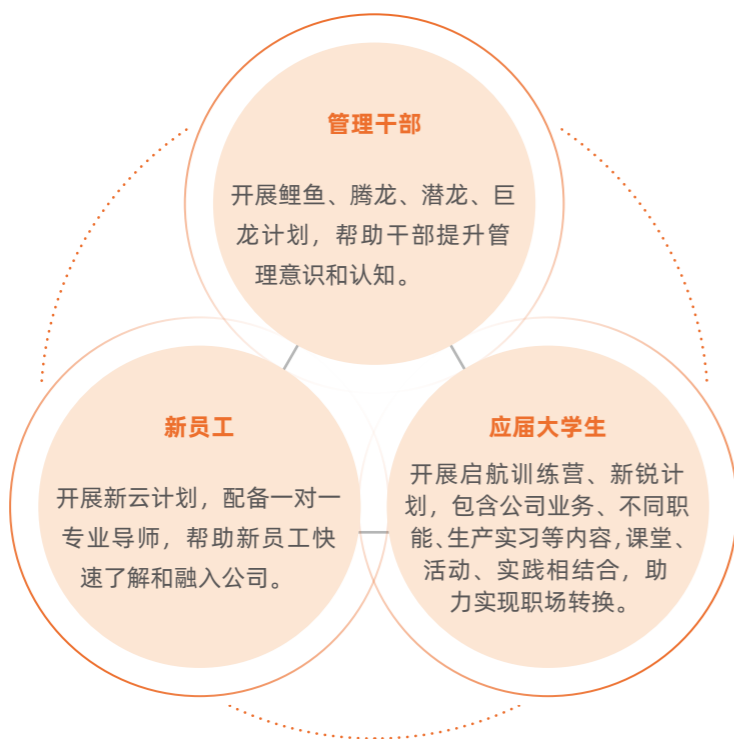 管理干部
开展鲤鱼、腾龙、潜龙、巨
龙计划，帮助干部提升管
理意识和认知。
新员工
开展新云计划，配备一对一
专业导师，帮助新员工快
速了解和融入公司。
应届大学生
开展启航训练营、新锐计
划，包含公司业务、不同职
能、生产实习等内容，课堂、
活动、实践相结合，助
力实现职场转换。